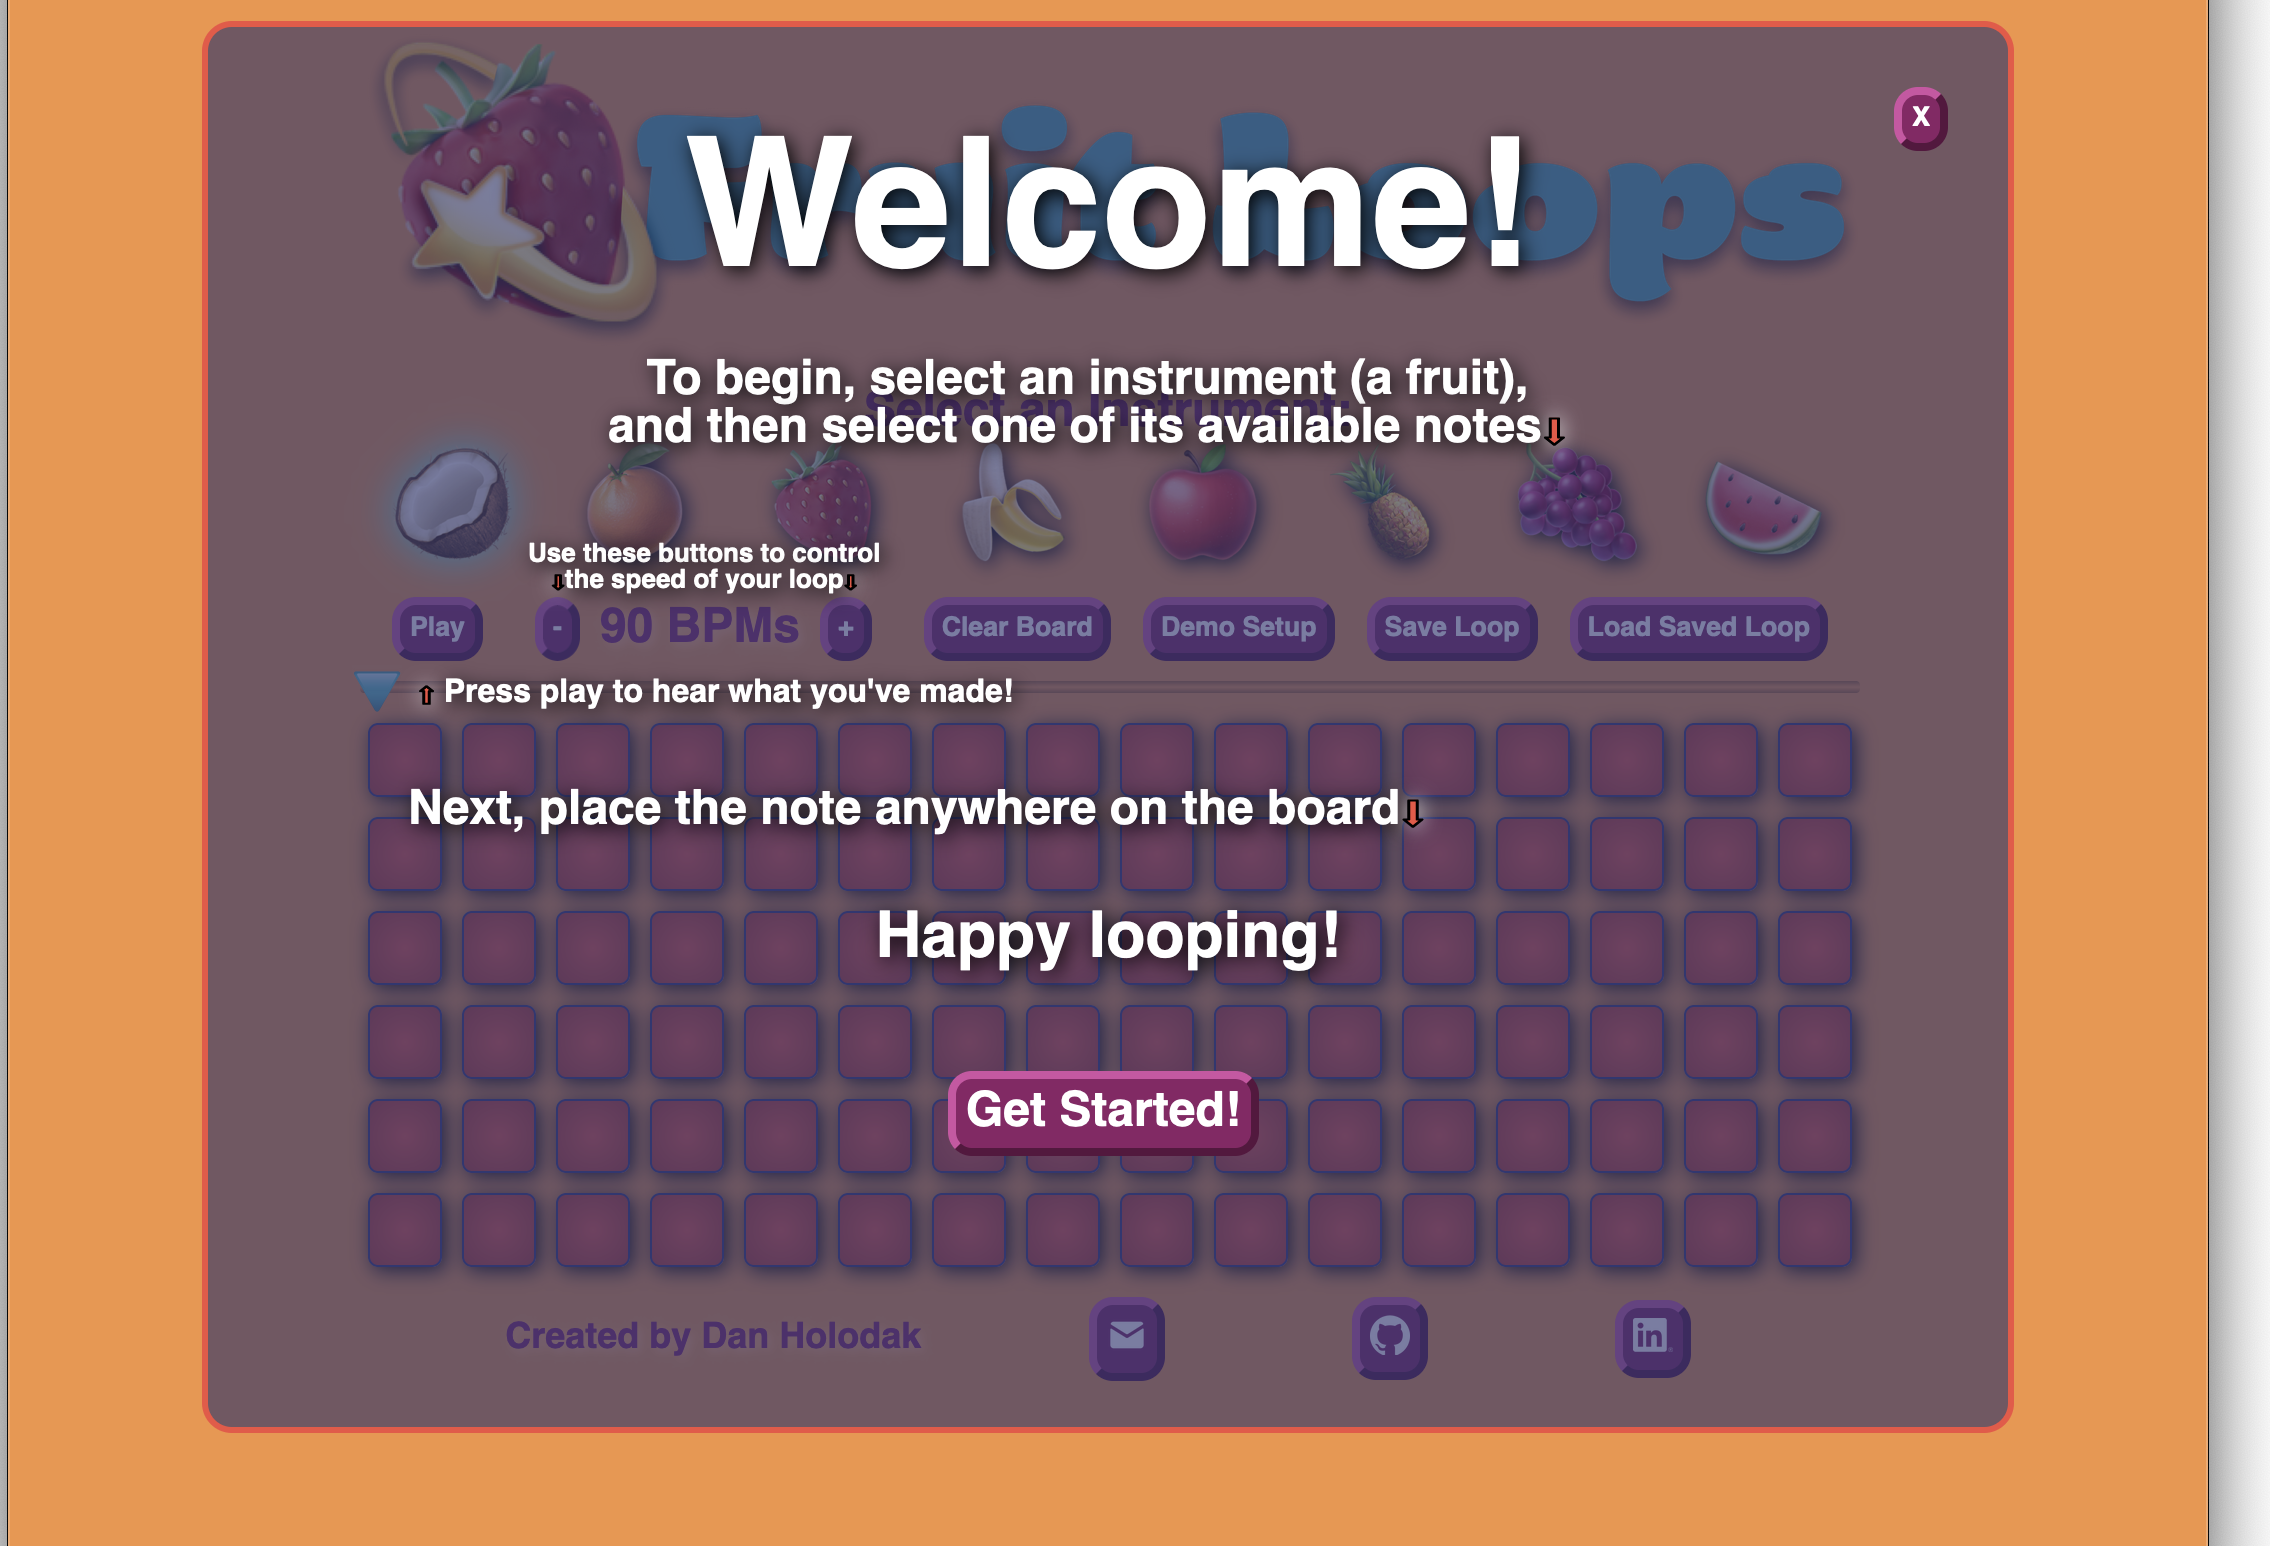 Fruit Loops
Welcome!
X
To begin, select an instrument (a fruit),
Select an Instrument:
and then select one of its available notes
Use these buttons to control
the speed of your loop
Play
-
90 BPMs
+
Clear Board
Demo Setup
Save Loop
Load Saved Loop
Press play to hear what you've made!
Next, place the note anywhere on the board
Happy looping!
Get Started!
Created by Dan Holodak
in